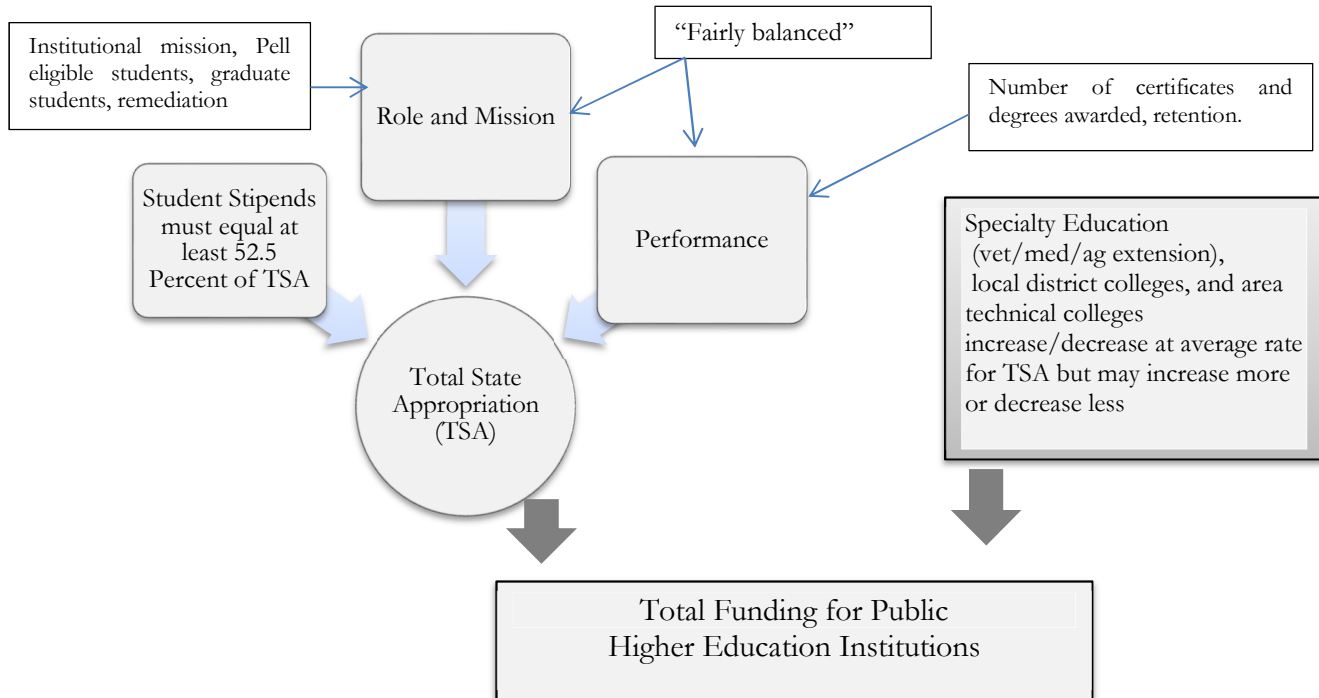 Institutional mission, Pell
eligible students, graduate
students, remediation
“Fairly balanced”
Number of certificates and
degrees awarded, retention.
Role and Mission
Student Stipends
must equal at
least 52.5
Percent of TSA
Performance
Specialty Education
(vet/med/ag extension),
local district colleges, and area
technical colleges
increase/decrease at average rate
for TSA but may increase more
or decrease less
Total State
Appropriation
(TSA)
Total Funding for Public
Higher Education Institutions